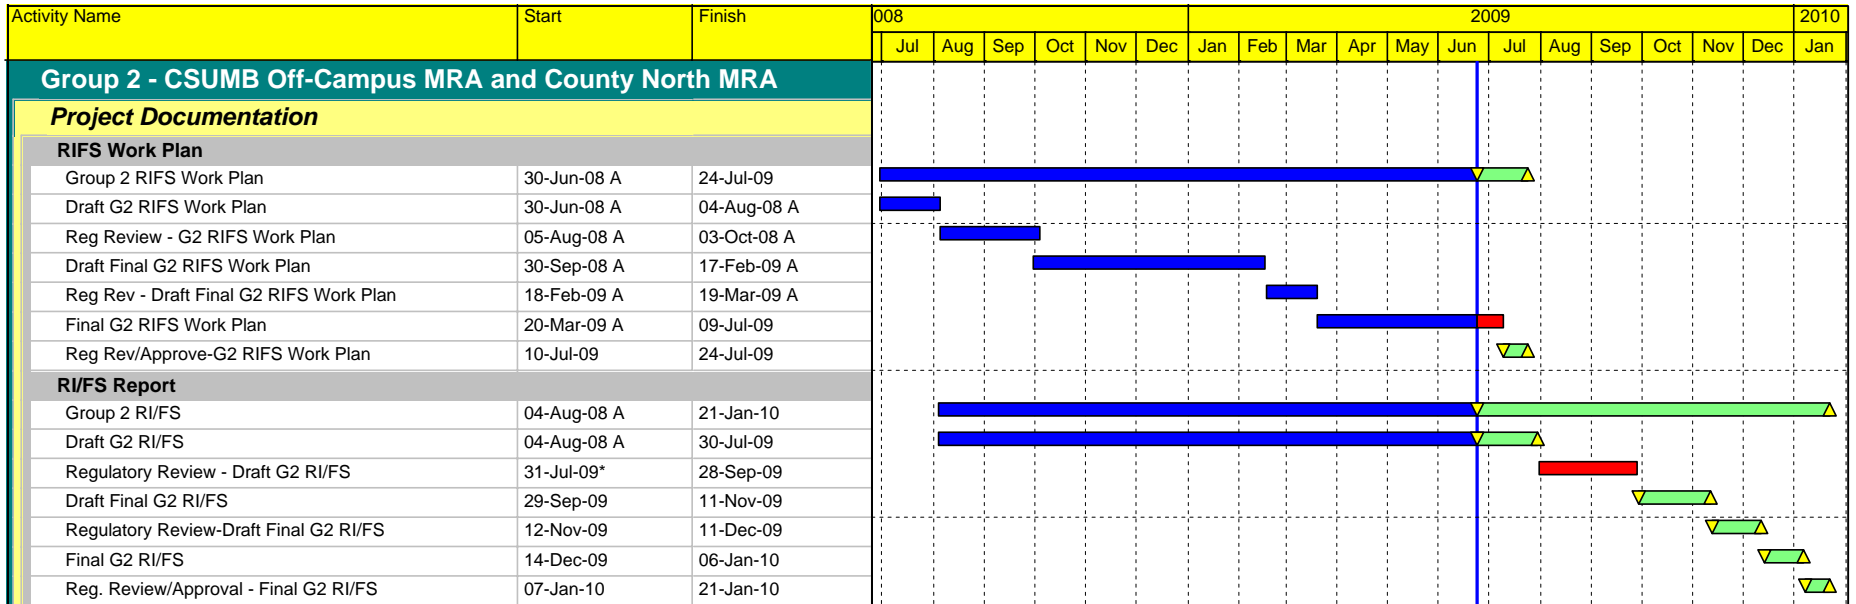 Activity Name Start Finish 008 2009 2010
Jul Aug Sep Oct Nov Dec Jan Feb Mar Apr May Jun Jul Aug Sep Oct Nov Dec Jan
Group 2 - CSUMB Off-Campus MRA and County North MRA
Project Documentation
RIFS Work Plan
Group 2 RIFS Work Plan 30-Jun-08 A 24-Jul-09
Draft G2 RIFS Work Plan 30-Jun-08 A 04-Aug-08 A
Reg Review - G2 RIFS Work Plan 05-Aug-08 A 03-Oct-08 A
Draft Final G2 RIFS Work Plan 30-Sep-08 A 17-Feb-09 A
Reg Rev - Draft Final G2 RIFS Work Plan 18-Feb-09 A 19-Mar-09 A
Final G2 RIFS Work Plan 20-Mar-09 A 09-Jul-09
Reg Rev/Approve-G2 RIFS Work Plan 10-Jul-09 24-Jul-09
RI/FS Report
Group 2 RI/FS 04-Aug-08 A 21-Jan-10
Draft G2 RI/FS 04-Aug-08 A 30-Jul-09
Regulatory Review - Draft G2 RI/FS 31-Jul-09* 28-Sep-09
Draft Final G2 RI/FS 29-Sep-09 11-Nov-09
Regulatory Review-Draft Final G2 RI/FS 12-Nov-09 11-Dec-09
Final G2 RI/FS 14-Dec-09 06-Jan-10
Reg. Review/Approval - Final G2 RI/FS 07-Jan-10 21-Jan-10